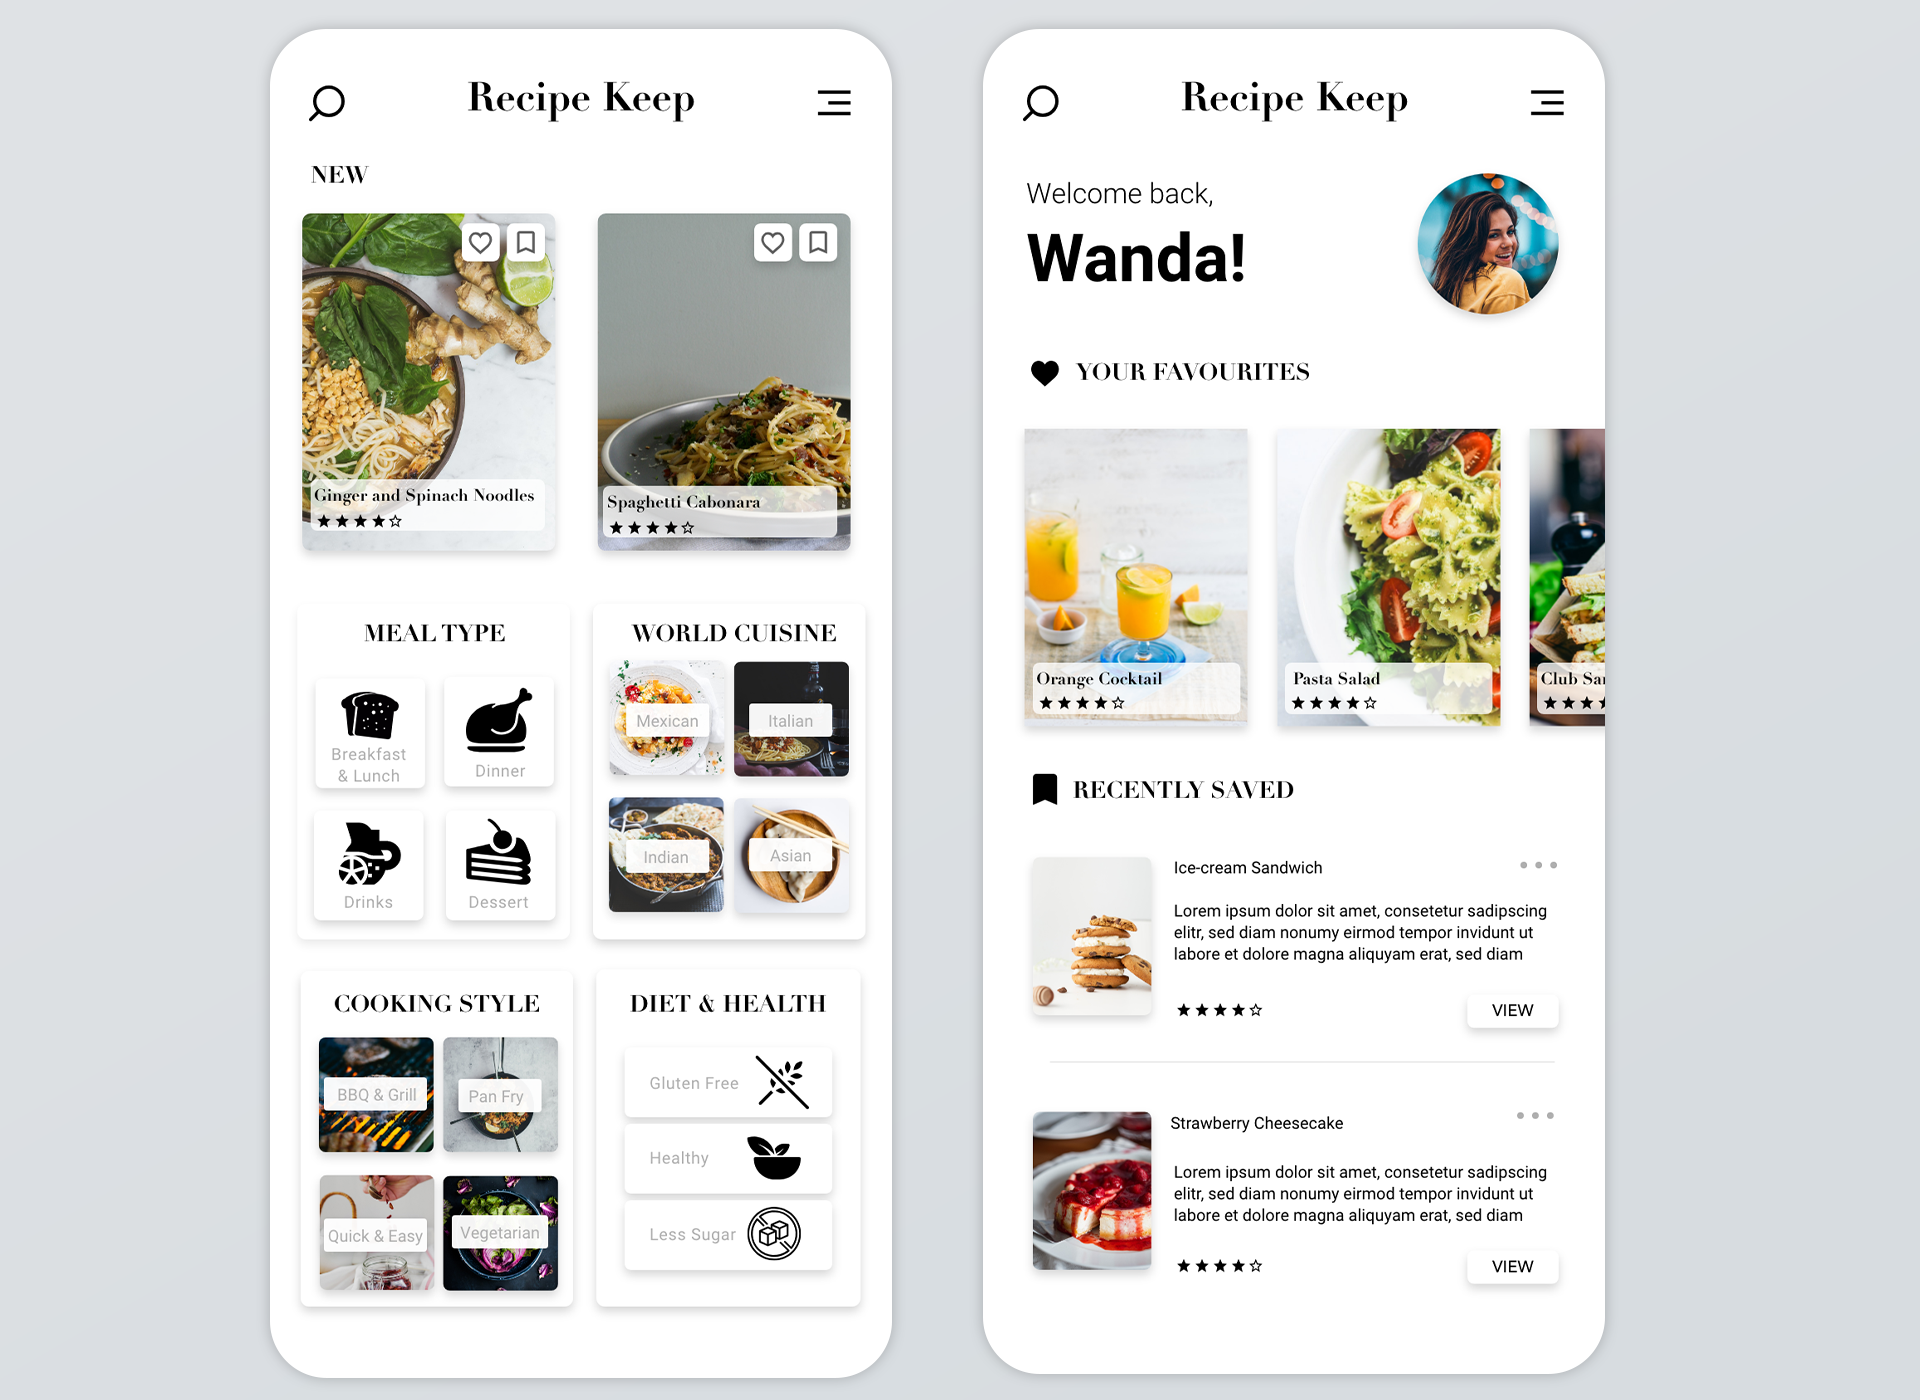 Recipe Keep
NEW
Ginger and Spinach Noodles
Spaghetti Cabonara
MEAL TYPE
Breakfast
& Lunch
Dinner
Drinks
Dessert
WORLD CUISINE
Mexican
Italian
Indian
Asian
COOKING STYLE
BBQ & Grill
Pan Fry
Quick & Easy
Vegetarian
DIET & HEALTH
Gluten Free
Healthy
Less Sugar
Recipe Keep
Welcome back,
Wanda!
YOUR FAVOURITES
Orange Cocktail
Pasta Salad
Club
RECENTLY SAVED
Ice-cream Sandwich
Lorem ipsum dolor sit amet, consetetur sadipscing
elitr, sed diam nonumy eirmod tempor invidunt ut
labore et dolore magna aliquyam erat, sed diam
VIEW
Strawberry Cheesecake
Lorem ipsum dolor sit amet, consetetur sadipscing
elitr, sed diam nonumy eirmod tempor invidunt ut
labore et dolore magna aliquyam erat, sed diam
VIEW